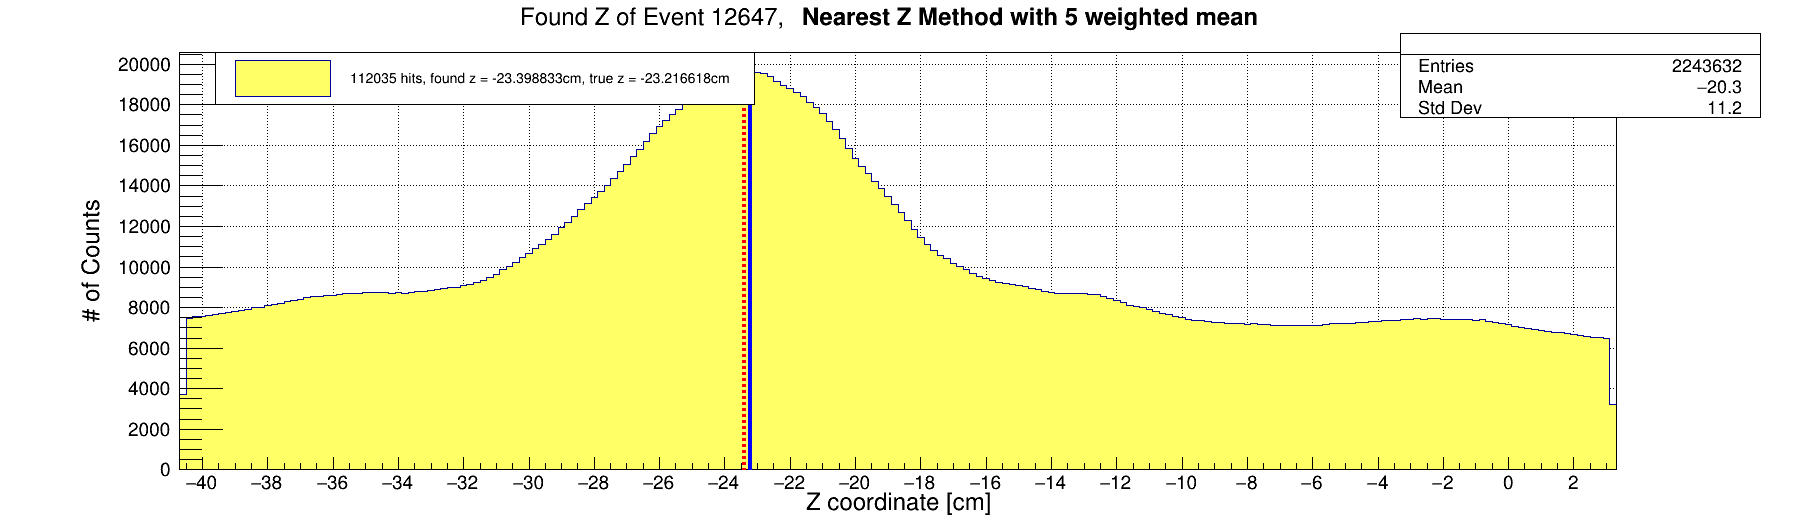 Found Z of Event 12647, Nearest Z Method with 5 weighted mean
112035 hits, found z = -23.398833cm, true z = -23.216618cm
Entries 2243632
Mean −20.3
Std Dev 11.2
# of Counts
20000
18000
16000
14000
12000
10000
8000
6000
4000
2000
0
−40 −38 −36 −34 −32 −30 −28 −26 −24 −22 −20 −18 −16 −14 −12 −10 −8 −6 −4 −2 0 2
Z coordinate [cm]